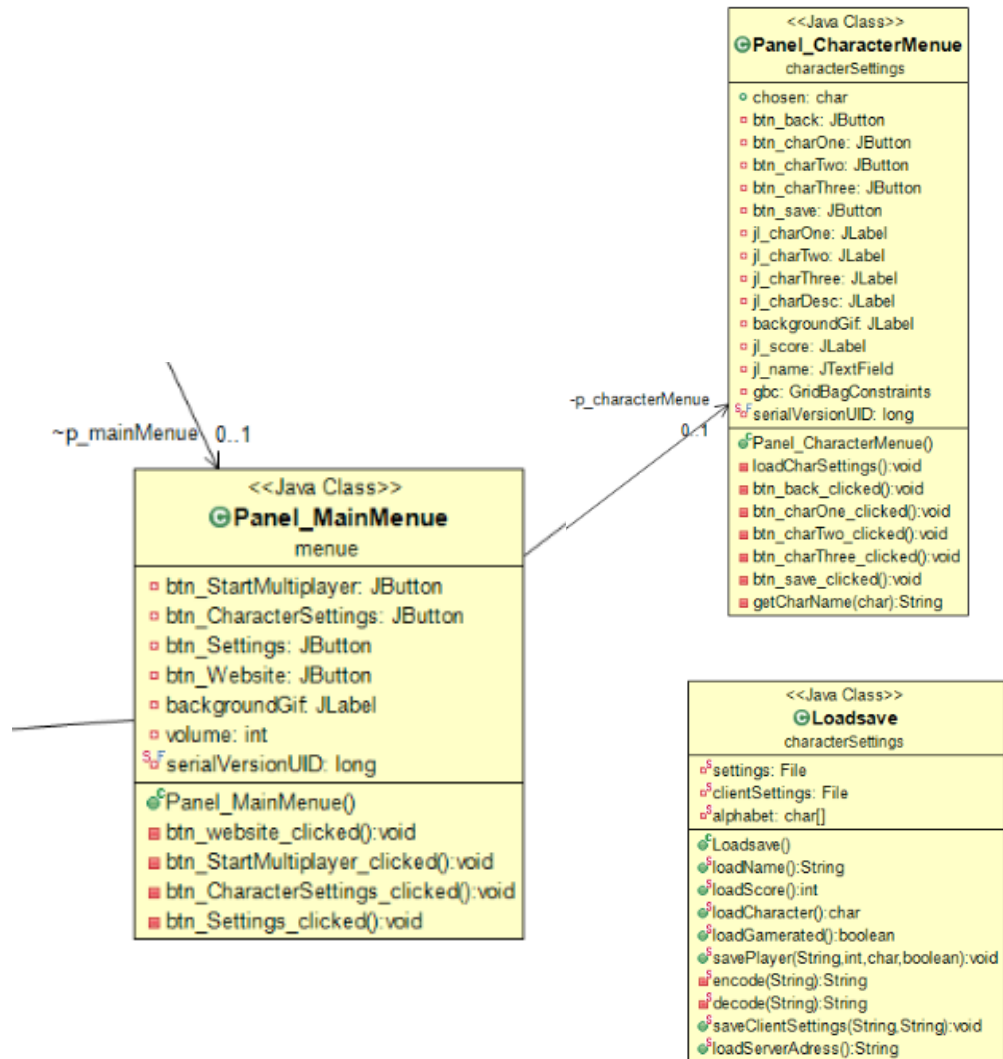 <<Java Class>>
Panel_CharacterMenue
characterSettings
chosen: char
btn_back: JButton
btn_charOne: JButton
btn_charTwo: JButton
btn_charThree: JButton
btn_save: JButton
jl_charOne: JLabel
jl_charTwo: JLabel
jl_charThree: JLabel
jl_charDesc: JLabel
backgroundGif: JLabel
jl_score: JLabel
jl_name: JTextField
gbc: GridBagConstraints
serialVersionUID: long
Panel_CharacterMenue()
loadCharSettings():void
btn_back_clicked():void
btn_charOne_clicked():void
btn_charTwo_clicked():void
btn_charThree_clicked():void
btn_save_clicked():void
getCharName(char):String
-p_characterMenue
0..1
~p_mainMenue 0..1
<<Java Class>>
Panel_MainMenue
menue
btn_StartMultiplayer: JButton
btn_CharacterSettings: JButton
btn_Settings: JButton
btn_Website: JButton
backgroundGif: JLabel
volume: int
serialVersionUID: long
Panel_MainMenue()
btn_website_clicked():void
btn_StartMultiplayer_clicked():void
btn_CharacterSettings_clicked():void
btn_Settings_clicked():void
<<Java Class>>
Loadsave
characterSettings
settings: File
clientSettings: File
alphabet: char[]
Loadsave()
loadName():String
loadScore():int
loadCharacter():char
loadGamerated():boolean
savePlayer(String,int,char,boolean):void
encode(String):String
decode(String):String
saveClientSettings(String,String):void
loadServerAdress():String